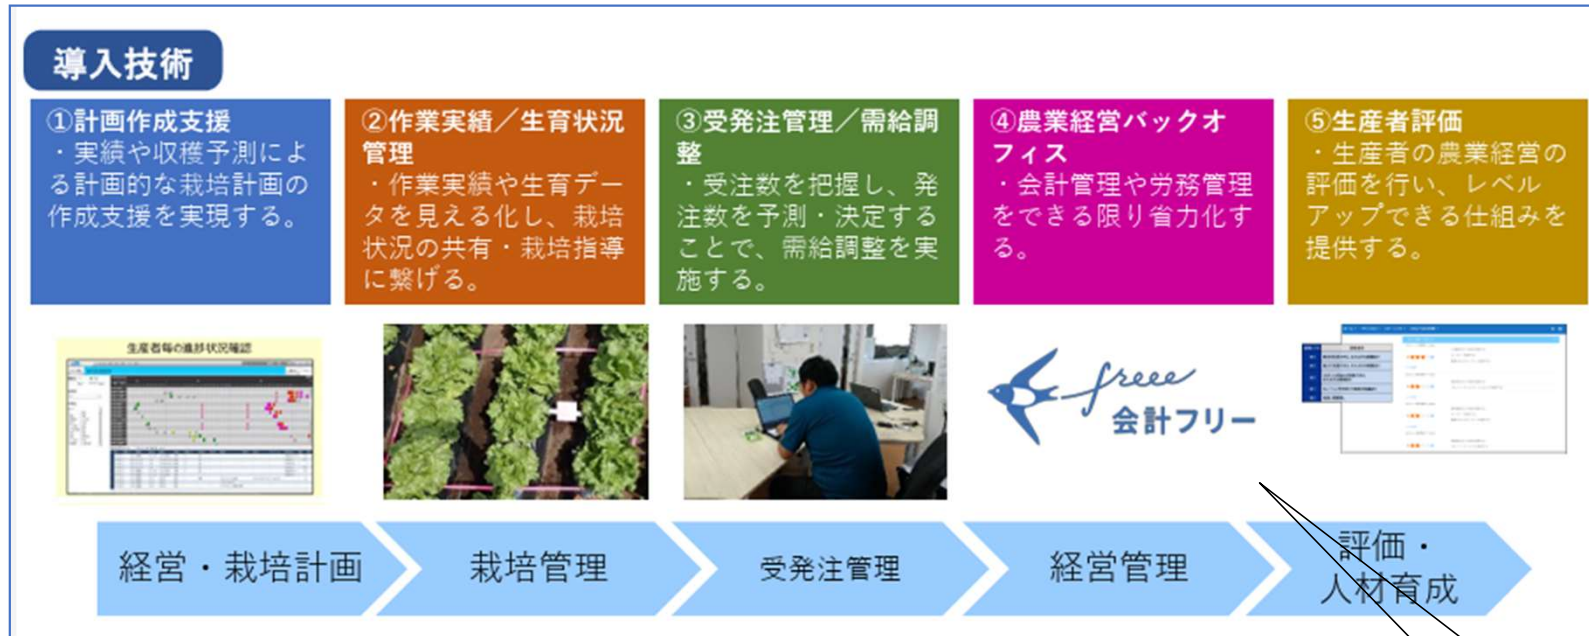 導入技術
①計画作成支援
・実績や収穫予測によ
る計画的な栽培計画の
作成支援を実現する。
②作業実績／生育状況
管理
・作業実績や生育デー
タを見える化し、栽培
状況の共有・栽培指導
に繋げる。
③受発注管理／需給調
整
・受注数を把握し、発
注数を予測・決定する
ことで、需給調整を実
施する。
④農業経営バックオ
フィス
・会計管理や労務管理
をできる限り省力化す
る。
⑤生産者評価
・生産者の農業経営の
評価を行い、レベル
アップできる仕組みを
提供する。
生産者毎の進捗状況確認
freee
会計フリー
経営・栽培計画
栽培管理
受発注管理
経営管理
評価・
人材育成